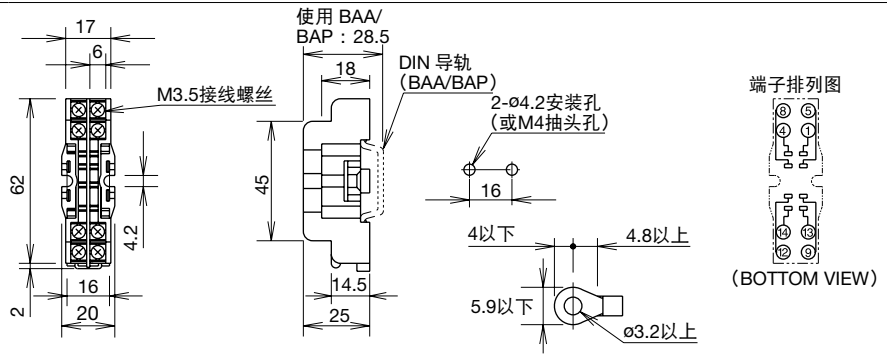 17
6
M3.5接线螺丝
62
4.2
2
16
20
使用 BAA/
BAP：28.5
18
DIN 导轨
（BAA/BAP）
45
14.5
25
2-ø4.2安装孔
（或M4抽头孔）
16
4以下
4.8以上
5.9以下
ø3.2以上
端子排列图
8 5
4 1
14 13
12 9
（BOTTOM VIEW）